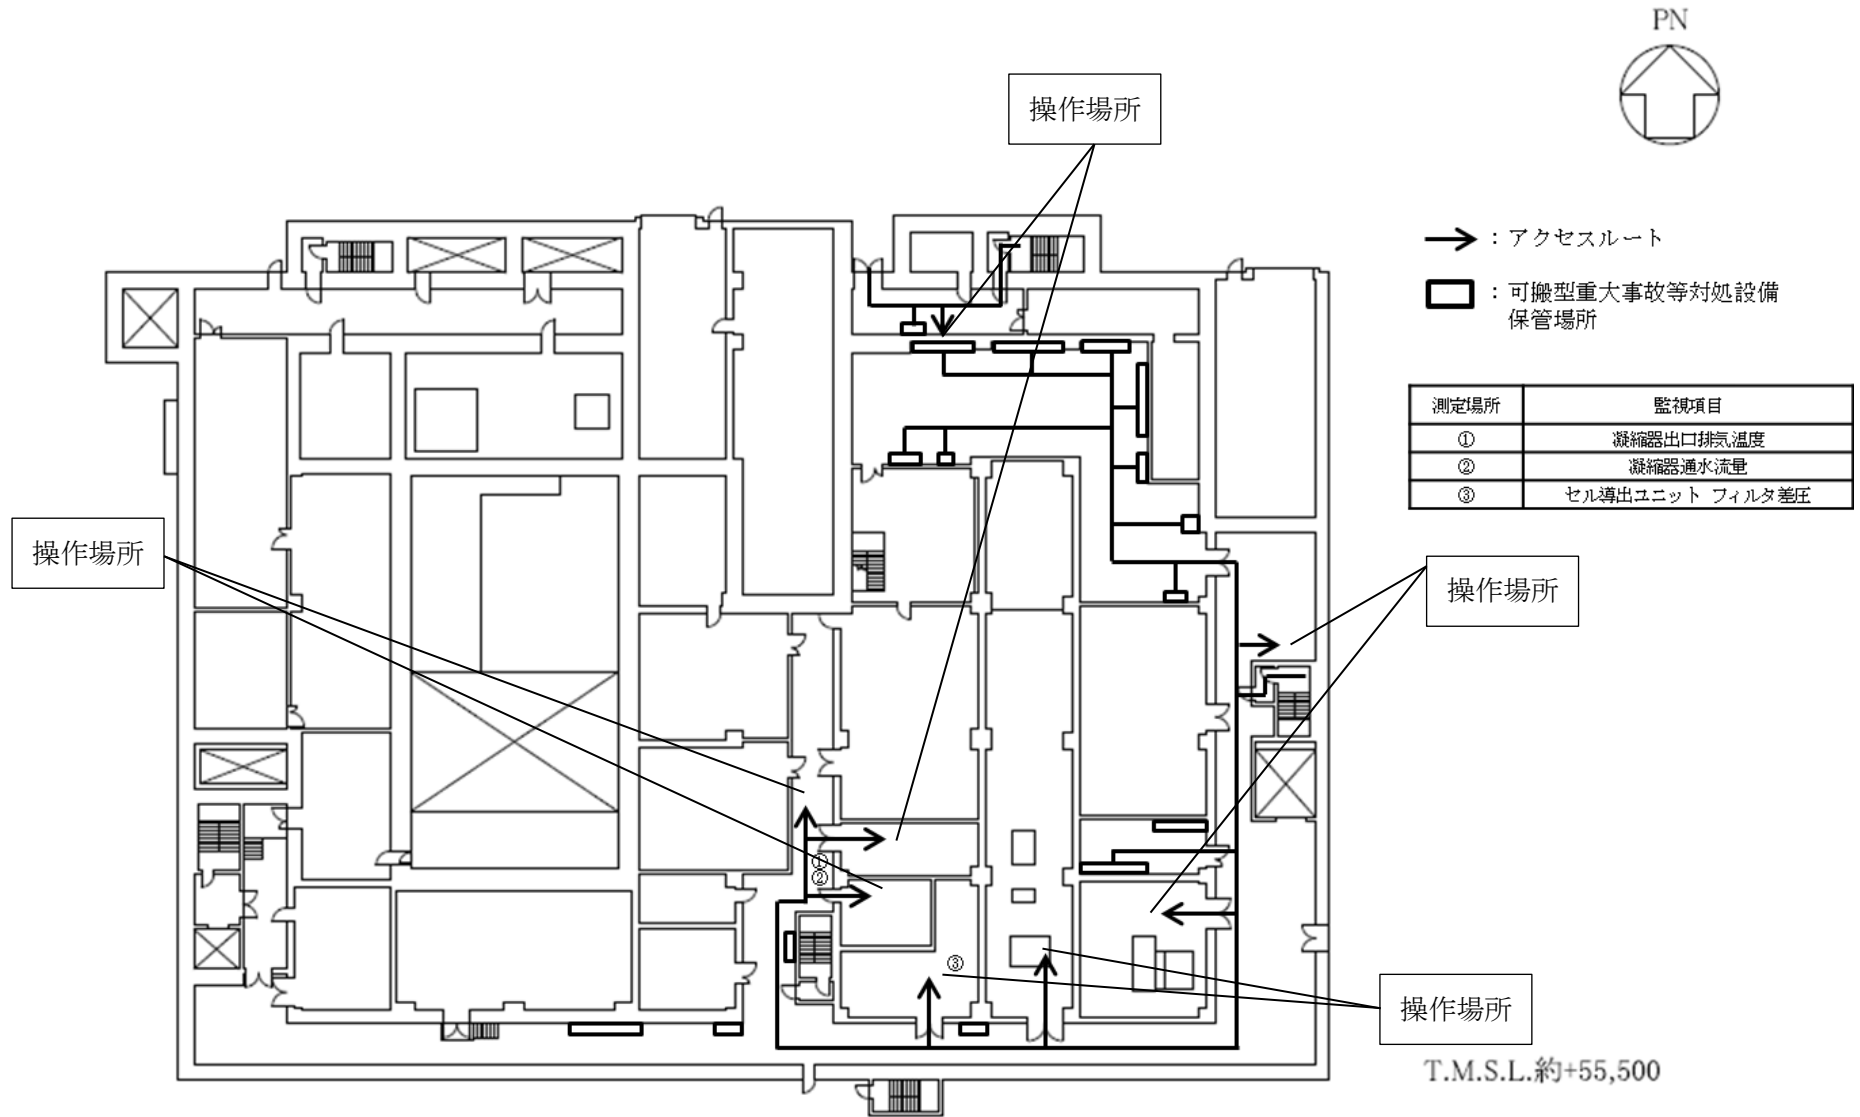 PN
操作場所
：アクセスルート
：可搬型重大事故等対処設備
保管場所
測定場所 監視項目
① 凝縮器出口排気温度
② 凝縮器通水流量
③ セル導出ユニット フィルタ差圧
操作場所
操作場所
①
②
③
操作場所
T.M.S.L.約+55,500